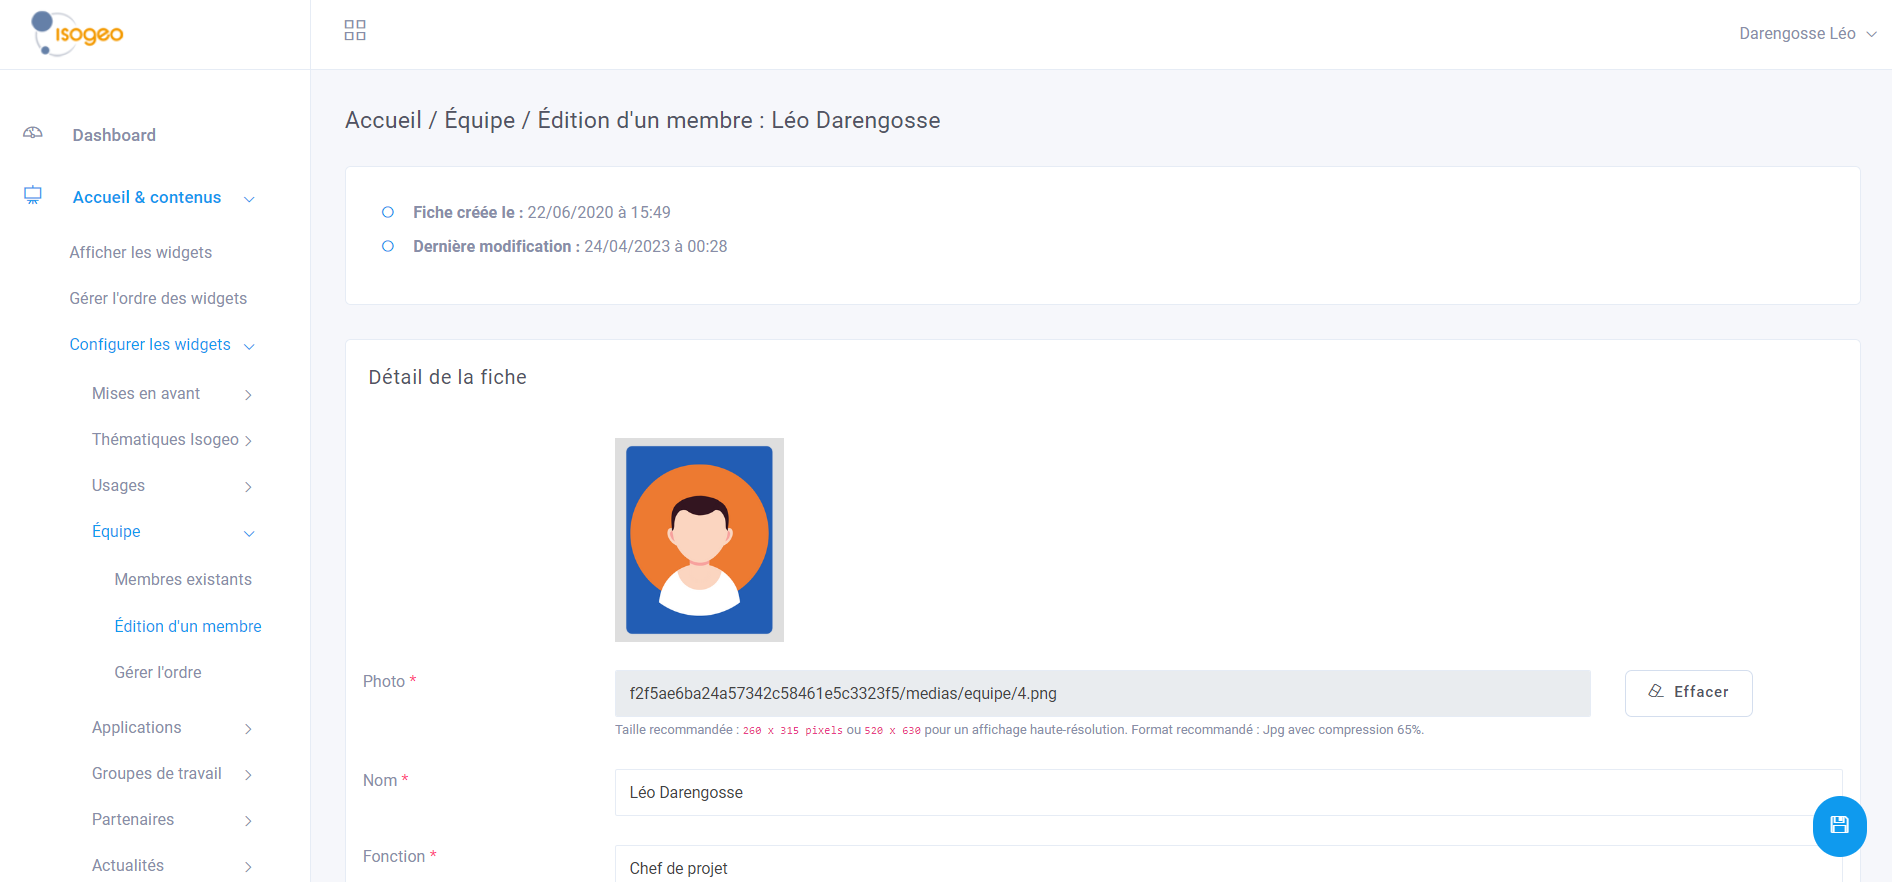 isogeo
Darengosse Léo
Dashboard
Accueil & contenus
Afficher les widgets
Gérer l'ordre des widgets
Configurer les widgets
Mises en avant
Thématiques Isogeo
Usages
Équipe
Membres existants
Édition d'un membre
Gérer l'ordre
Applications
Groupes de travail
Partenaires
Actualités
Accueil / Équipe / Édition d'un membre : Léo Darengosse
Fiche créée le : 22/06/2020 à 15:49
Dernière modification : 24/04/2023 à 00:28
Détail de la fiche
Photo *
f2f5ae6ba24a57342c58461e5c3323f5/medias/equipe/4.png
Effacer
Taille recommandée : 260 x 315 pixels ou 520 x 630 pour un affichage haute-résolution. Format recommandé : Jpg avec compression 65%.
Nom *
Léo Darengosse
Fonction *
Chef de projet